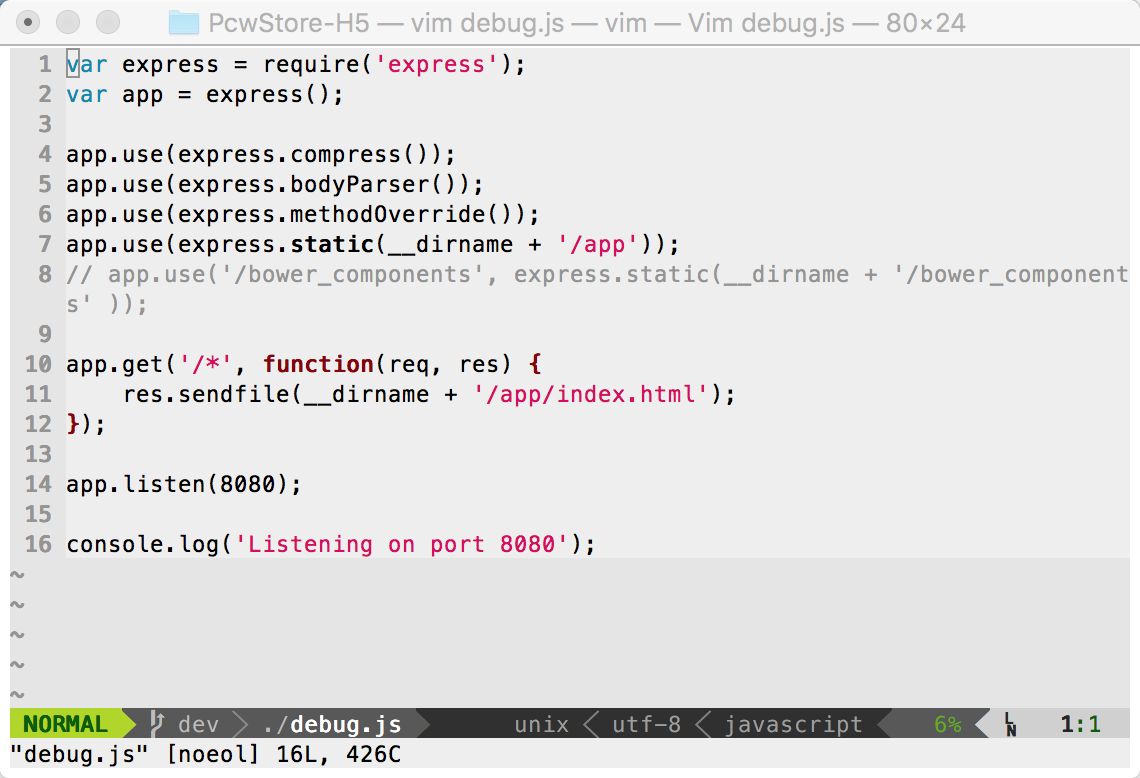 PcwStore-H5 — vim debug.js — vim — Vim debug.js — 80×24
1 var express = require('express');
2 var app = express();
3
4 app.use(express.compress());
5 app.use(express.bodyParser());
6 app.use(express.methodOverride());
7 app.use(express.static(__dirname + '/app'));
8 // app.use('/bower_components', express.static(__dirname + '/bower_component
s' ));
9
10 app.get('/*', function(req, res) {
11     res.sendfile(__dirname + '/app/index.html');
12 });
13
14 app.listen(8080);
15
16 console.log('Listening on port 8080');
~
~
~
~
~
NORMAL dev ./debug.js unix utf-8 javascript 6% LN 1:1
"debug.js" [noeol] 16L, 426C